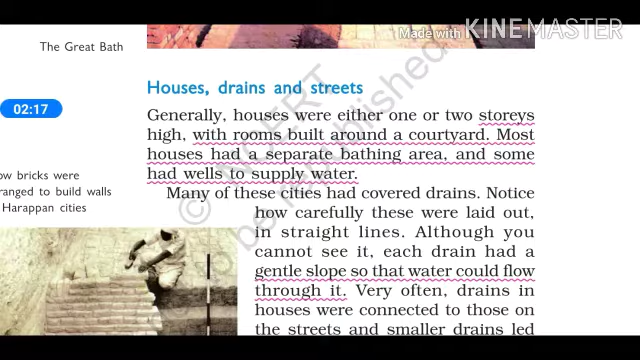 Made with KINEMASTER
The Great Bath
02:17
Houses, drains and streets
Generally, houses were either one or two storeys
high, with rooms built around a courtyard. Most
houses had a separate bathing area, and some
had wells to supply water.
Many of these cities had covered drains. Notice
how carefully these were laid out,
in straight lines. Although you
cannot see it, each drain had a
gentle slope so that water could flow
through it. Very often, drains in
houses were connected to those on
the streets and smaller drains led
ow bricks were
ranged to build walls
Harappan cities
© NCERT
to be republished